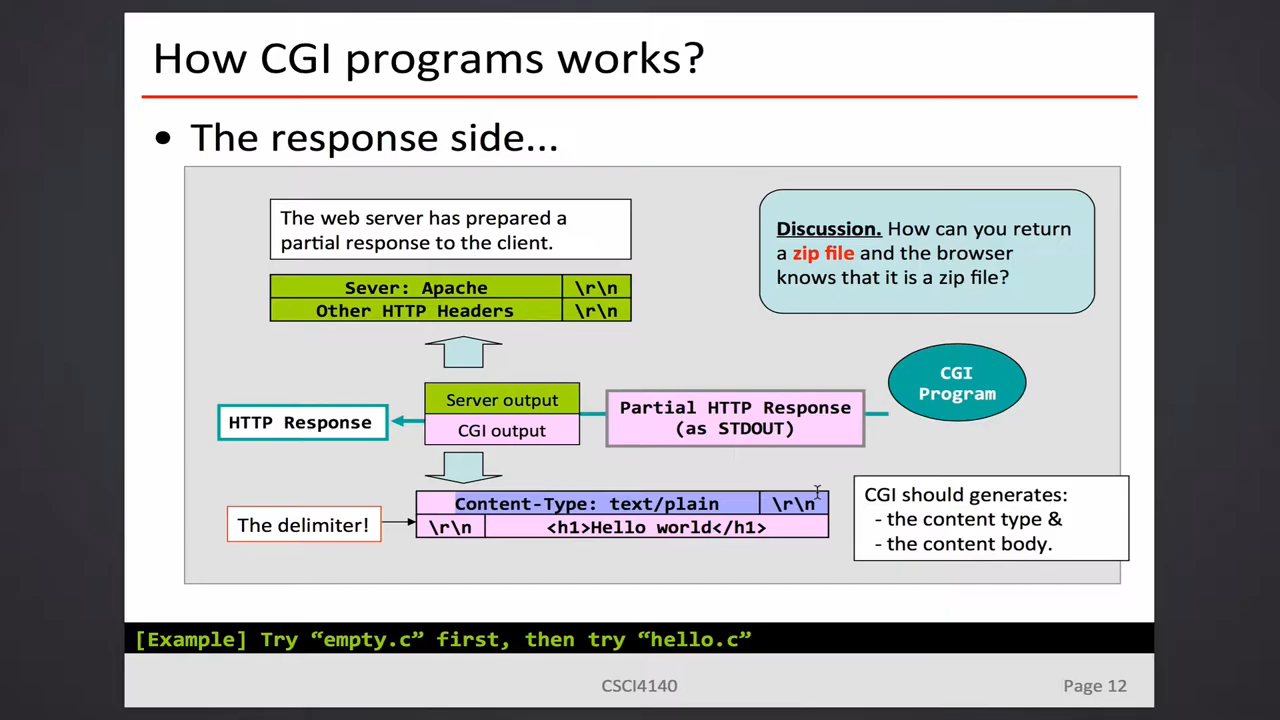 How CGI programs works?
• The response side...
The web server has prepared a
partial response to the client.
Discussion. How can you return
a zip file and the browser
knows that it is a zip file?
Sever: Apache \r\n
Other HTTP Headers \r\n
CGI
Program
Server output
CGI output
HTTP Response
Partial HTTP Response
(as STDOUT)
Content-Type: text/plain \r\n
\r\n <h1>Hello world</h1>
The delimiter!
CGI should generates:
- the content type &
- the content body.
[Example] Try “empty.c” first, then try “hello.c”
CSCI4140
Page 12